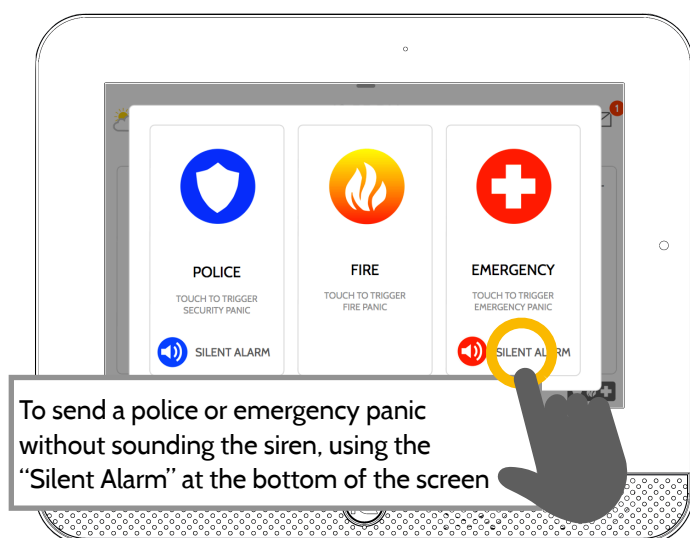 1
POLICE
TOUCH TO TRIGGER
SECURITY PANIC
SILENT ALARM
FIRE
TOUCH TO TRIGGER
FIRE PANIC
EMERGENCY
TOUCH TO TRIGGER
EMERGENCY PANIC
SILENT AL RM
To send a police or emergency panic
without sounding the siren, using the
“Silent Alarm” at the bottom of the screen